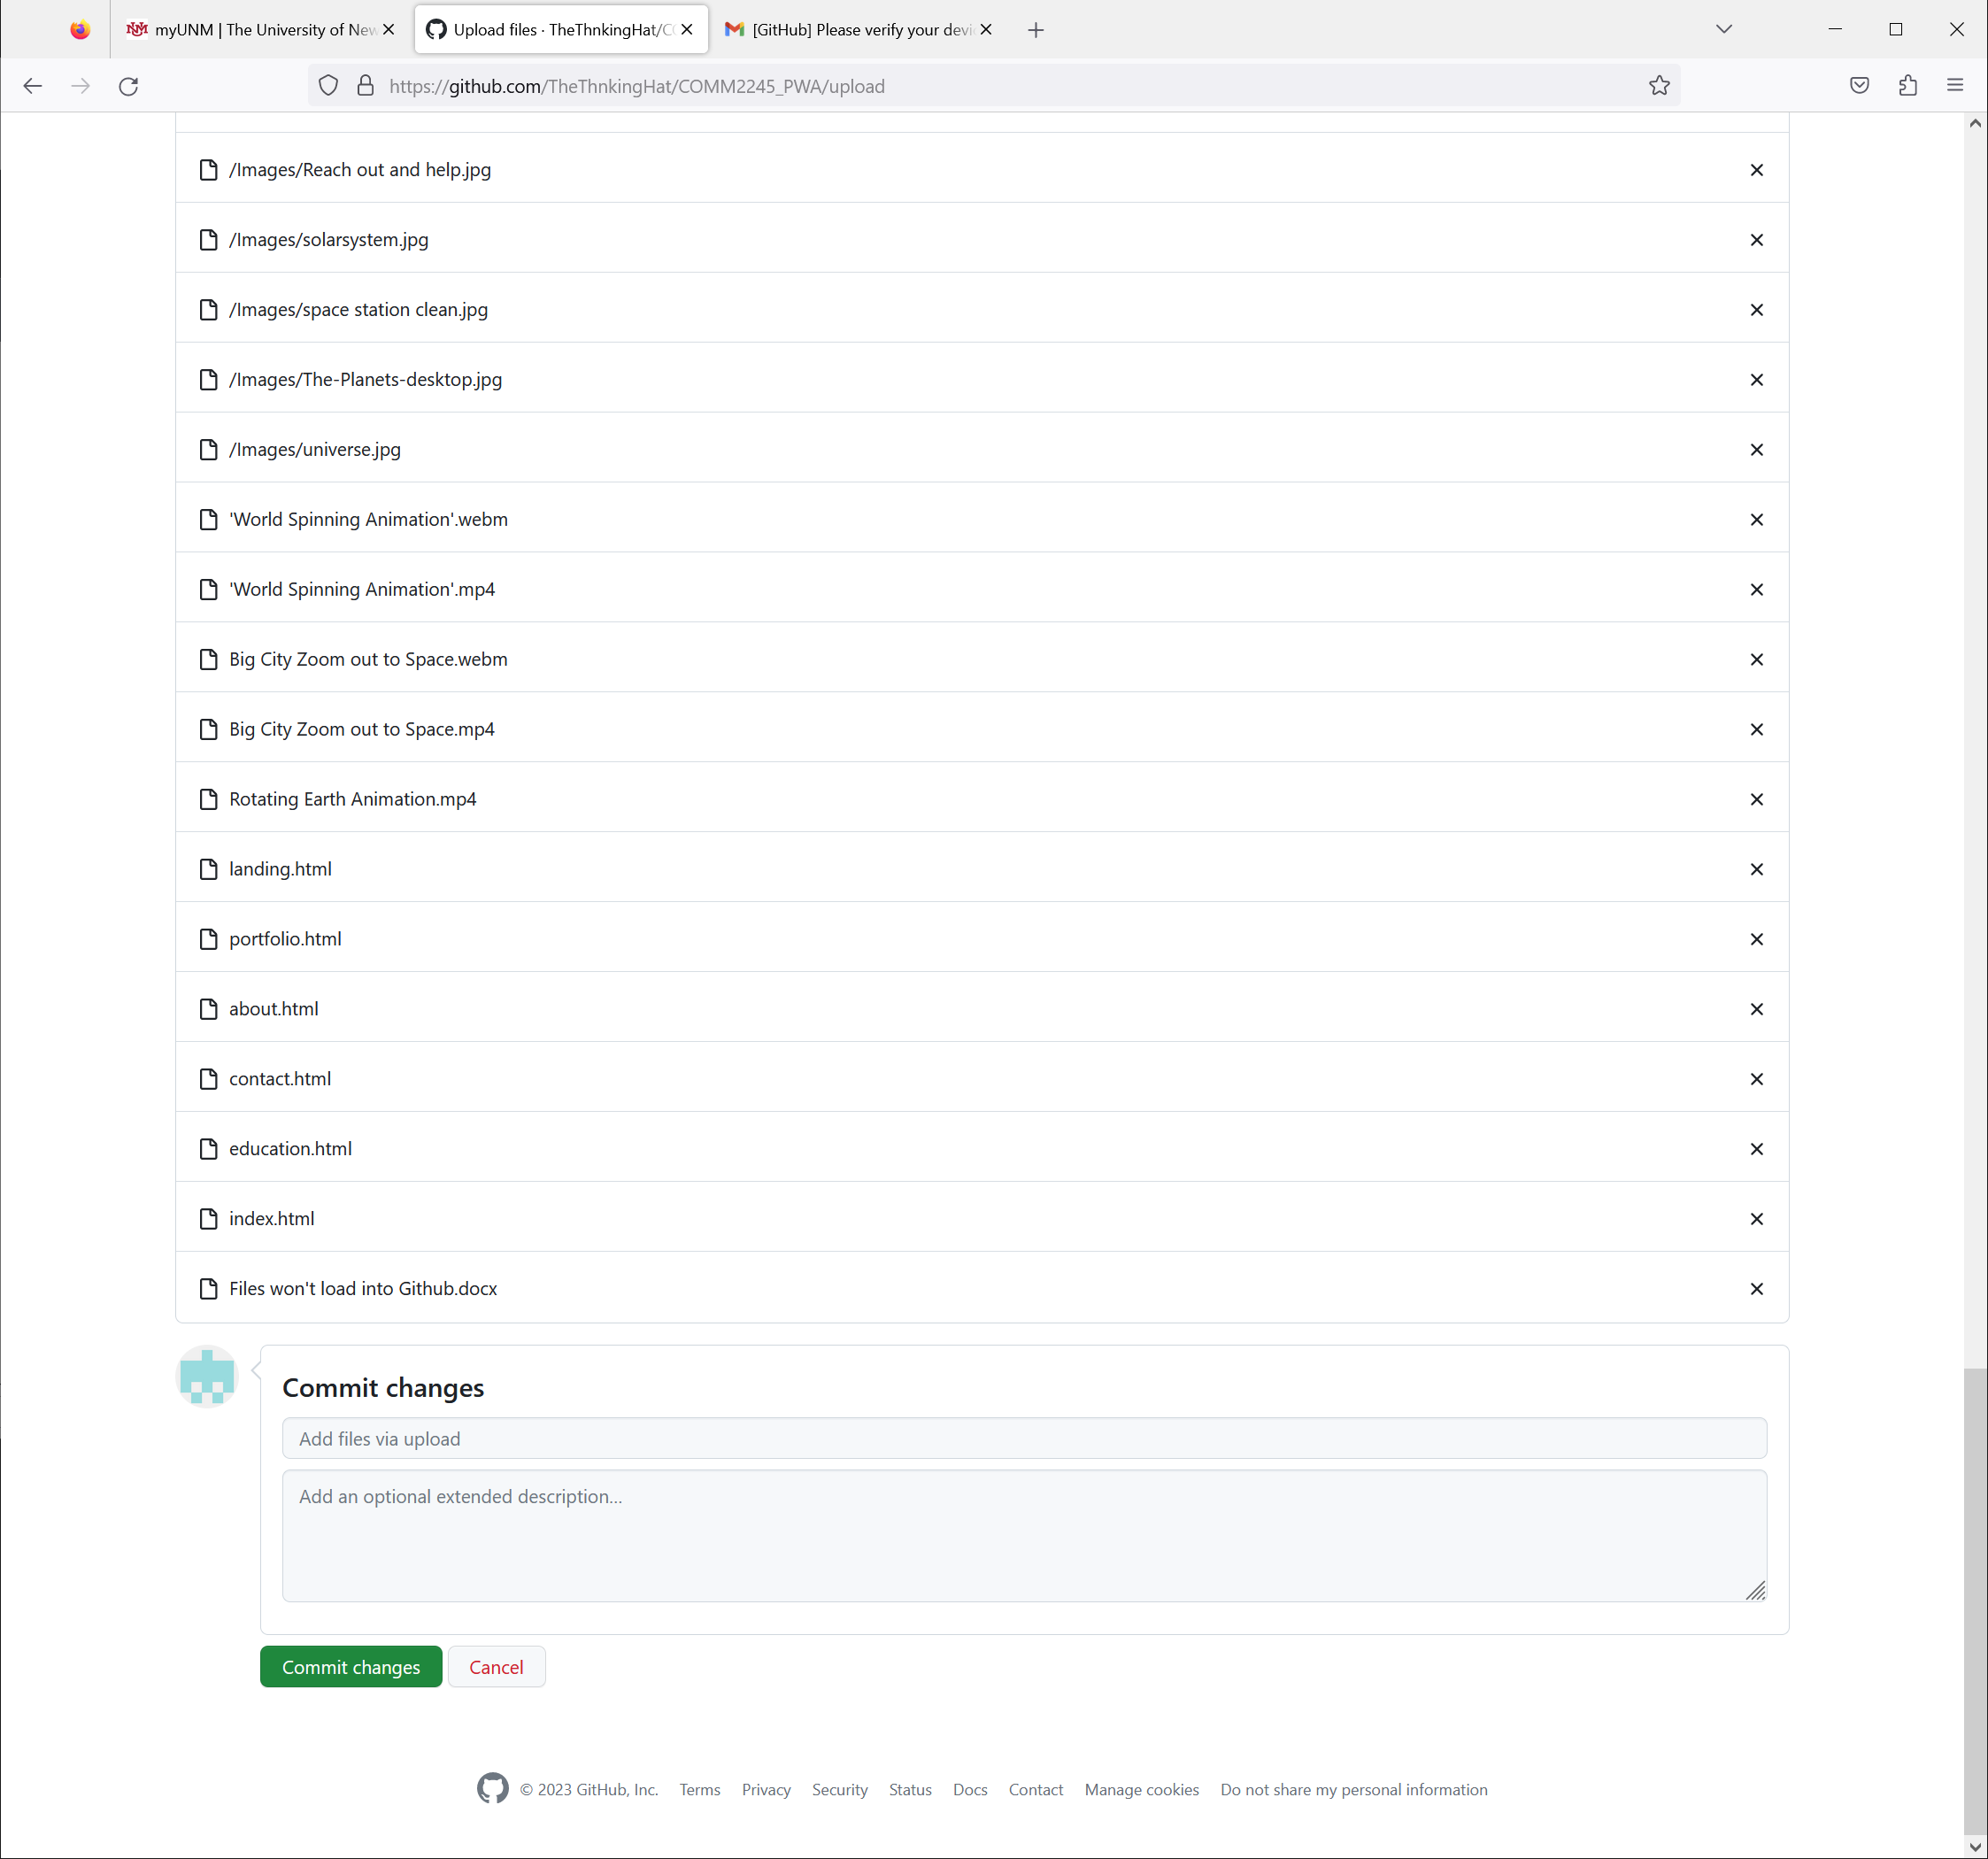 myUNM | The University of New
Upload files · TheThnkingHat/CO
[GitHub] Please verify your devi
https://github.com/TheThnkingHat/COMM2245_PWA/upload
/Images/Reach out and help.jpg
/Images/solarsystem.jpg
/Images/space station clean.jpg
/Images/The-Planets-desktop.jpg
/Images/universe.jpg
'World Spinning Animation'.webm
'World Spinning Animation'.mp4
Big City Zoom out to Space.webm
Big City Zoom out to Space.mp4
Rotating Earth Animation.mp4
landing.html
portfolio.html
about.html
contact.html
education.html
index.html
Files won't load into Github.docx
Commit changes
Add files via upload
Add an optional extended description...
Commit changes Cancel
© 2023 GitHub, Inc. Terms Privacy Security Status Docs Contact Manage cookies Do not share my personal information